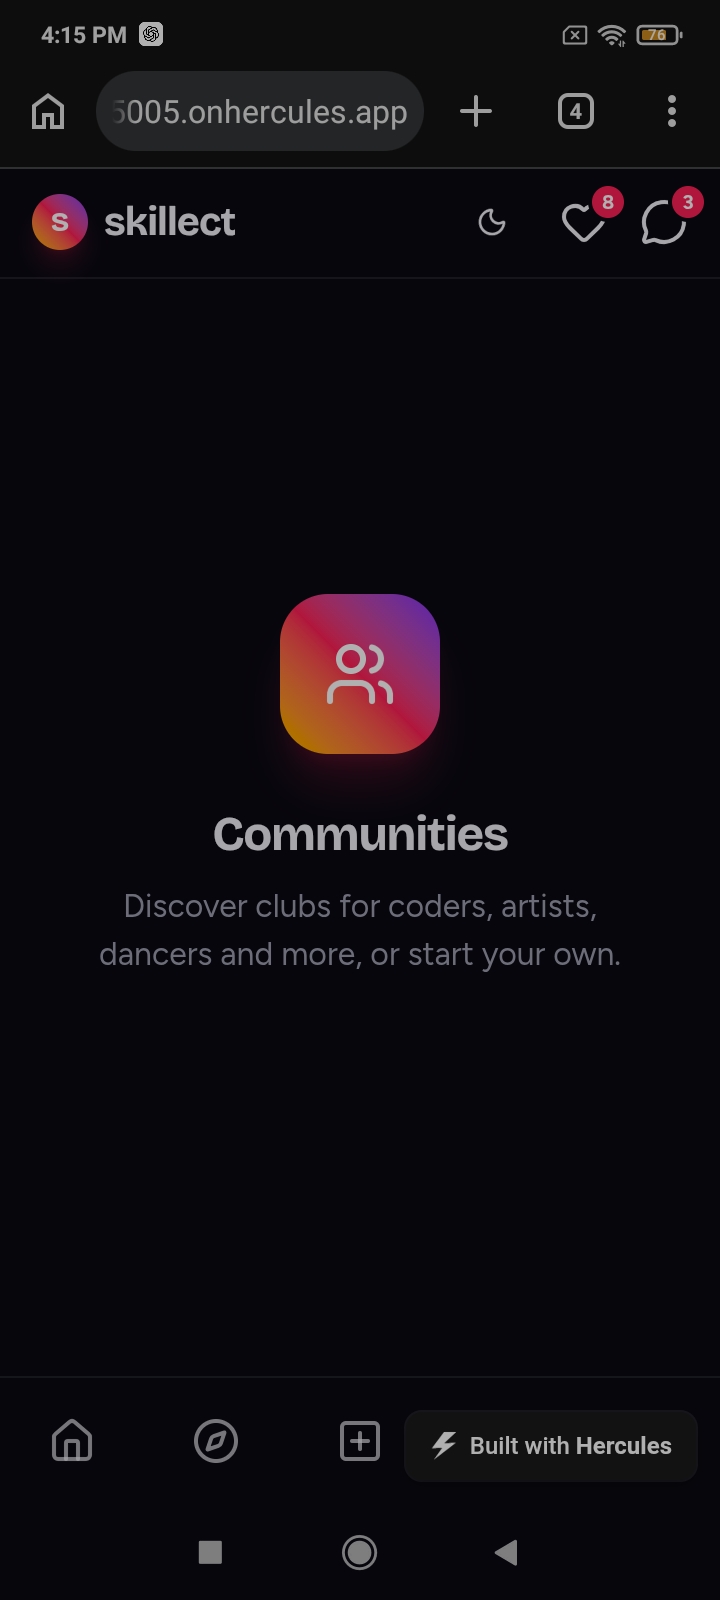 4:15 PM
76
5005.onhercules.app
4
s
skillect
8
3
Communities
Discover clubs for coders, artists,
dancers and more, or start your own.
Built with Hercules